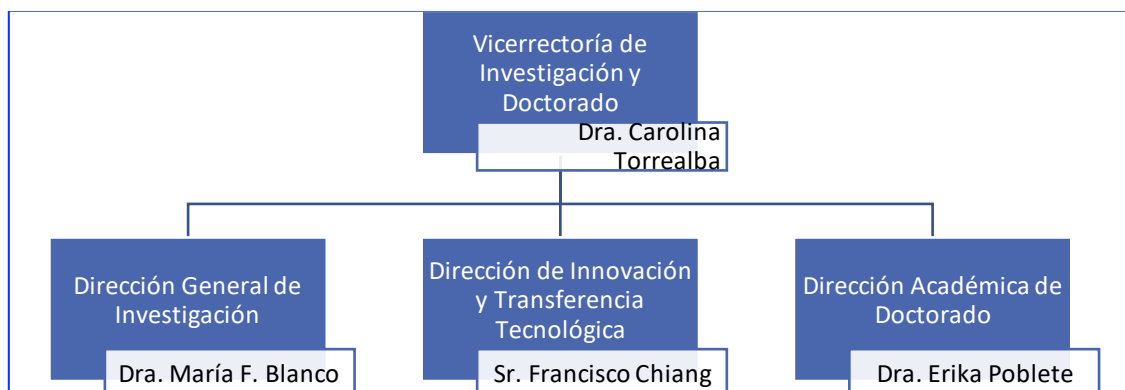 Vicerrectoría de
Investigación y
Doctorado
Dra. Carolina
Torrealba
Dirección General de
Investigación
Dra. María F. Blanco
Dirección de Innovación
y Transferencia
Tecnológica
Sr. Francisco Chiang
Dirección Académica de
Doctorado
Dra. Erika Poblete